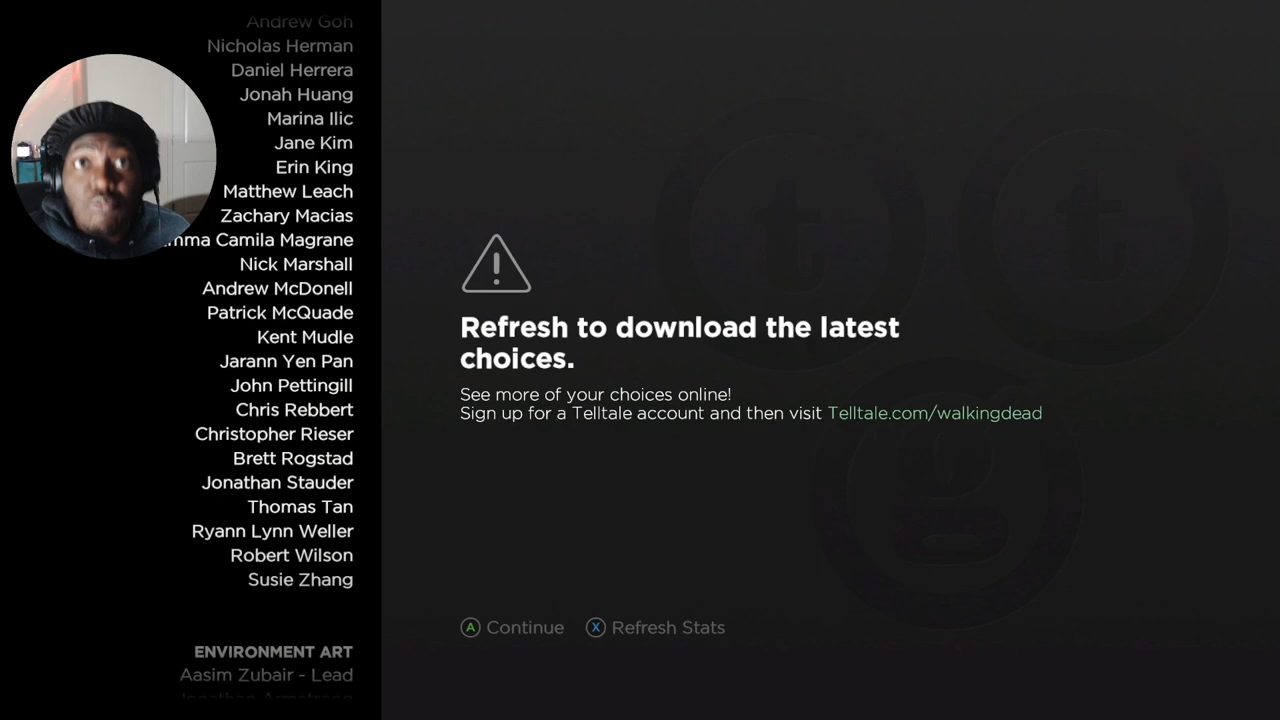 Andrew Goh
Nicholas Herman
Daniel Herrera
Jonah Huang
Marina Ilic
Jane Kim
Erin King
Matthew Leach
Zachary Macias
Camila Magrane
Nick Marshall
Andrew McDonell
Patrick McQuade
Kent Mudle
Jarann Yen Pan
John Pettingill
Chris Rebbert
Christopher Rieser
Brett Rogstad
Jonathan Stauder
Thomas Tan
Ryann Lynn Weller
Robert Wilson
Susie Zhang
ENVIRONMENT ART
Aasim Zubair - Lead
t t
g
!
Refresh to download the latest
choices.
See more of your choices online!
Sign up for a Telltale account and then visit Telltale.com/walkingdead
A Continue X Refresh Stats